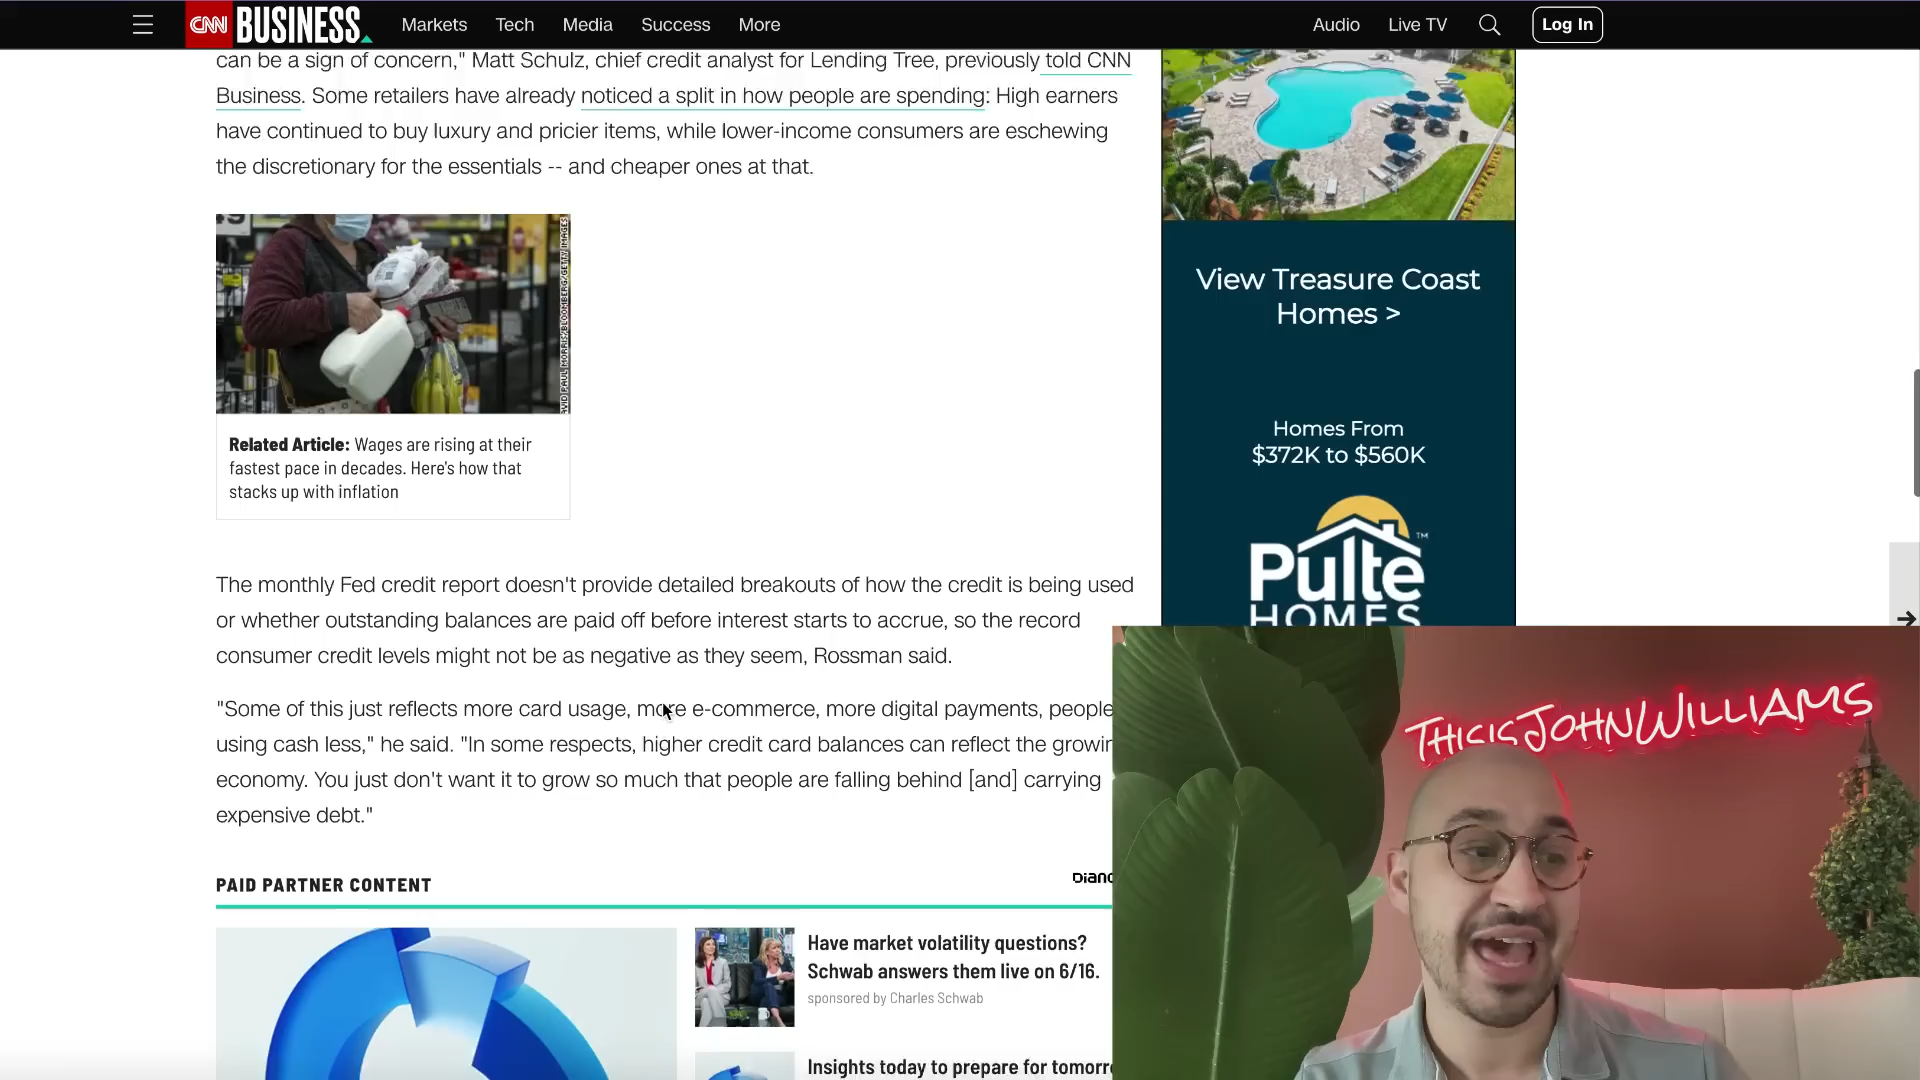 CNN BUSINESS
Markets
Tech
Media
Success
More
Audio
Live TV
Log In
can be a sign of concern," Matt Schulz, chief credit analyst for Lending Tree, previously told CNN
Business. Some retailers have already noticed a split in how people are spending: High earners
have continued to buy luxury and pricier items, while lower-income consumers are eschewing
the discretionary for the essentials -- and cheaper ones at that.
AVID PAUL MORRIS/BLOOMBERG/GETTY IMAGES
Related Article: Wages are rising at their
fastest pace in decades. Here's how that
stacks up with inflation
The monthly Fed credit report doesn't provide detailed breakouts of how the credit is being used
or whether outstanding balances are paid off before interest starts to accrue, so the record
consumer credit levels might not be as negative as they seem, Rossman said.
"Some of this just reflects more card usage, more e-commerce, more digital payments, people
using cash less," he said. "In some respects, higher credit card balances can reflect the growin
economy. You just don't want it to grow so much that people are falling behind [and] carrying
expensive debt."
PAID PARTNER CONTENT
Have market volatility questions?
Schwab answers them live on 6/16.
sponsored by Charles Schwab
Insights today to prepare for tomorr
View Treasure Coast
Homes >
Homes From
$372K to $560K
Pulte™
HOMES
THISISJOHNWILLIAMS